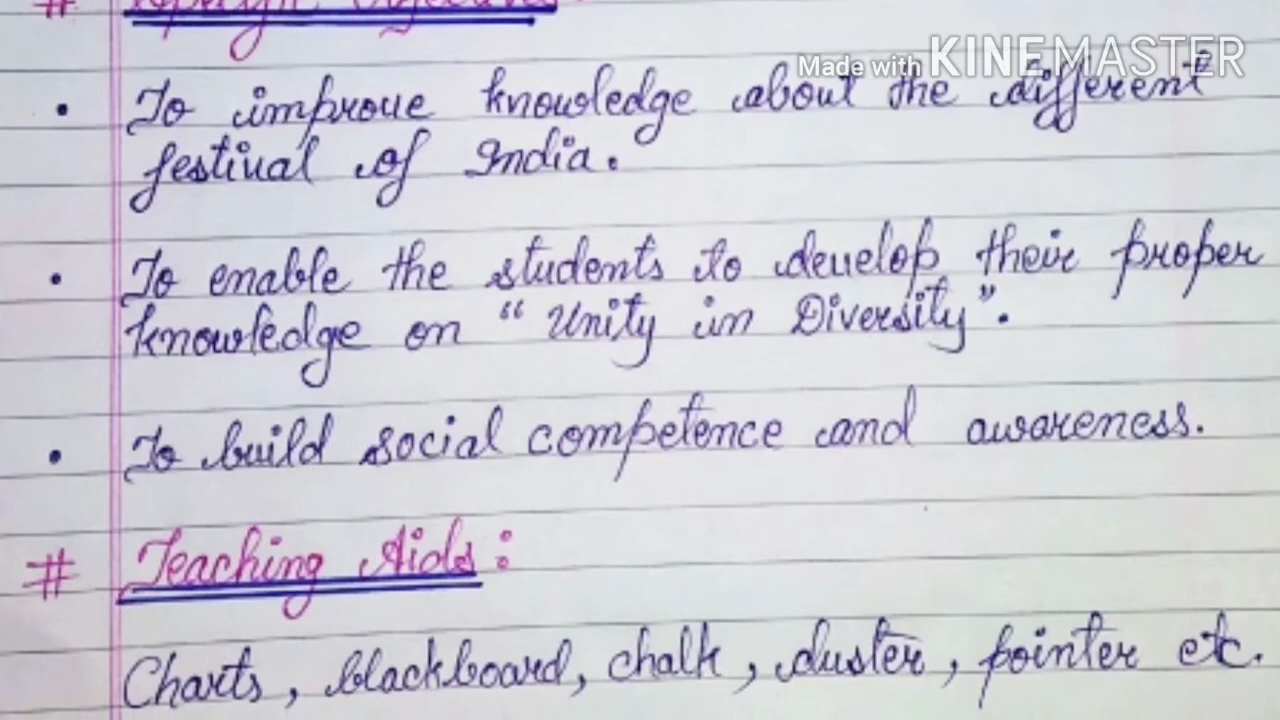 # Specific Objectives:
Made with KINEMASTER
• To improve knowledge about the different
festival of India.
• To enable the students to develop their proper
knowledge on "Unity in Diversity".
• To build social competence and awareness.
# Teaching Aids:
Charts, blackboard, chalk, duster, pointer etc.